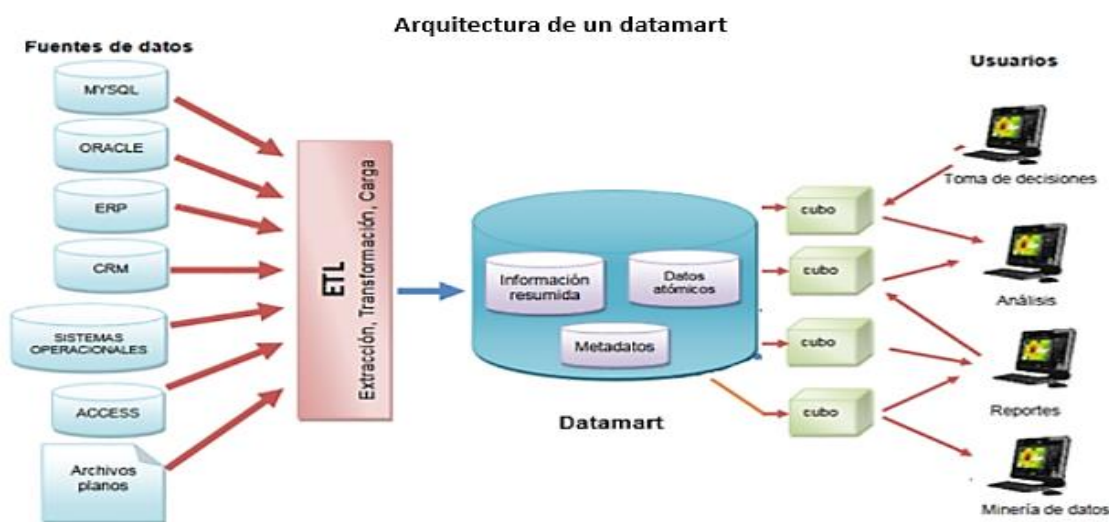 Arquitectura de un datamart
Fuentes de datos
MYSQL
ORACLE
ERP
CRM
SISTEMAS
OPERACIONALES
ACCESS
Archivos
planos
ETL
Extracción, Transformación, Carga
Información
resumida
Datos
atómicos
Metadatos
Datamart
cubo
cubo
cubo
cubo
Usuarios
Toma de decisiones
Análisis
Reportes
Minería de datos